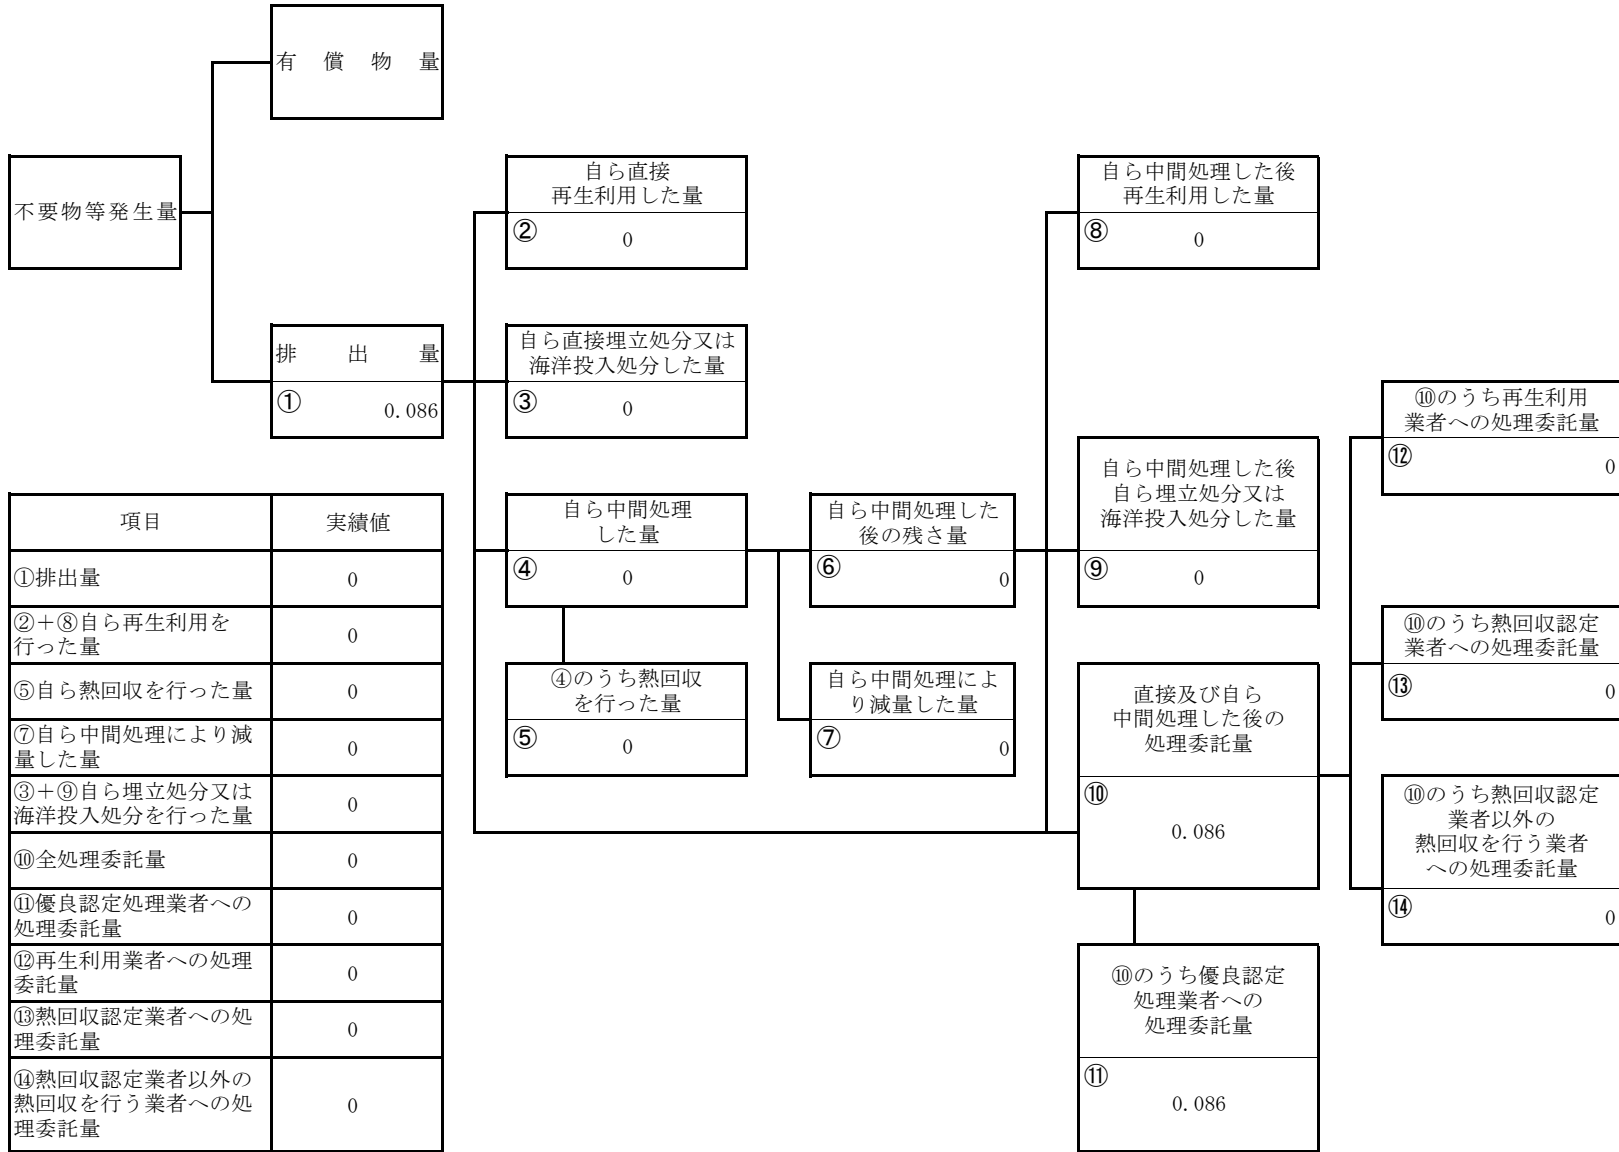 有償物量
不要物等発生量
自ら直接
再生利用した量
② 0
自ら中間処理した後
再生利用した量
⑧ 0
排出量
① 0.086
自ら直接埋立処分又は
海洋投入処分した量
③ 0
⑩のうち再生利用
業者への処理委託量
⑫ 0
自ら中間処理した後
自ら埋立処分又は
海洋投入処分した量
⑨ 0
自ら中間処理
した量
④ 0
自ら中間処理した
後の残さ量
⑥ 0
⑩のうち熱回収認定
業者への処理委託量
⑬ 0
④のうち熱回収
を行った量
⑤ 0
自ら中間処理によ
り減量した量
⑦ 0
直接及び自ら
中間処理した後の
処理委託量
⑩
0.086
⑩のうち熱回収認定
業者以外の
熱回収を行う業者
への処理委託量
⑭ 0
⑩のうち優良認定
処理業者への
処理委託量
⑪
0.086
項目 実績値
①排出量 0
②＋⑧自ら再生利用を
行った量 0
⑤自ら熱回収を行った量 0
⑦自ら中間処理により減
量した量 0
③＋⑨自ら埋立処分又は
海洋投入処分を行った量 0
⑩全処理委託量 0
⑪優良認定処理業者への
処理委託量 0
⑫再生利用業者への処理
委託量 0
⑬熱回収認定業者への処
理委託量 0
⑭熱回収認定業者以外の
熱回収を行う業者への処
理委託量 0